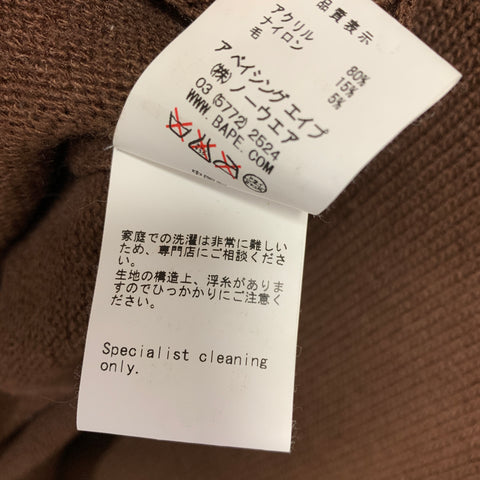 品質表示
アクリル 80%
ナイロン 15%
毛 5%
ア ベイシング エイプ
(株)ノーウエア
03(5772)2524
WWW.BAPE.COM
家庭での洗濯は非常に難しい
ため、専門店にご相談くださ
い。
生地の構造上、浮糸がありま
すのでひっかかりにご注意く
ださい。
Specialist cleaning
only.